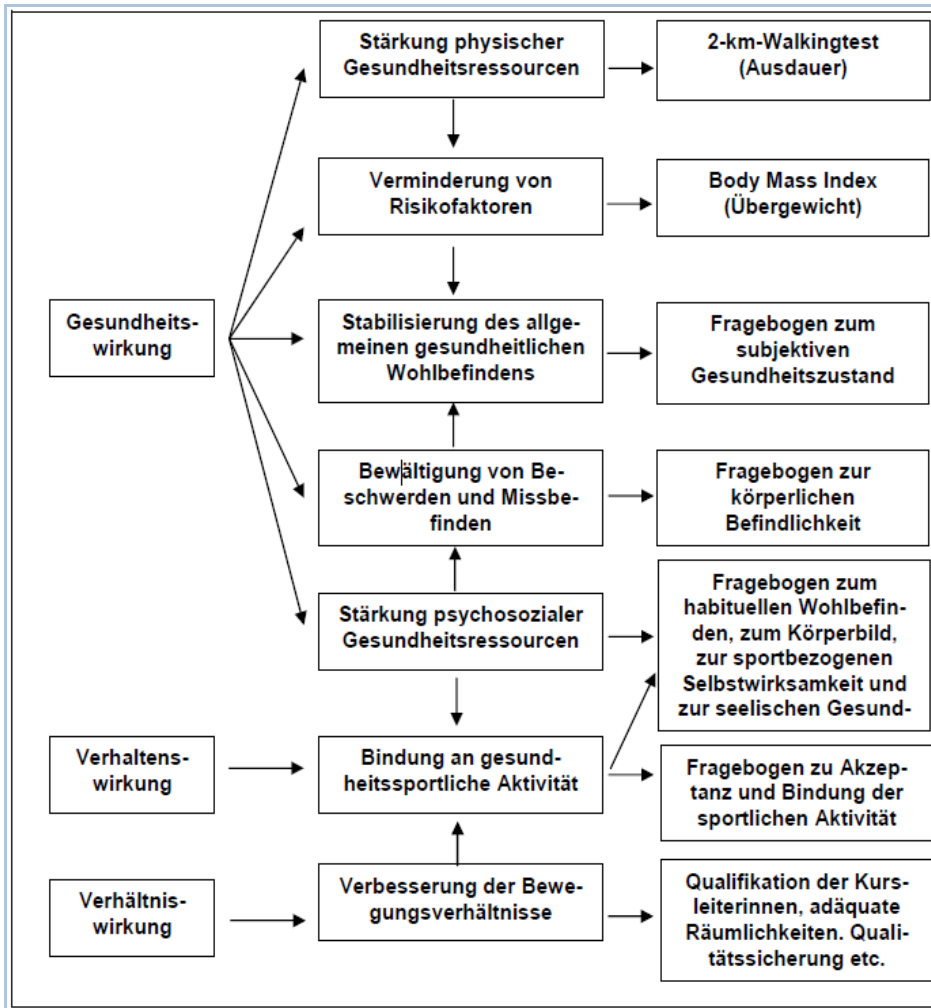 Stärkung physischer
Gesundheitsressourcen
2-km-Walkingtest
(Ausdauer)
Verminderung von
Risikofaktoren
Body Mass Index
(Übergewicht)
Gesundheits-
wirkung
Stabilisierung des allge-
meinen gesundheitlichen
Wohlbefindens
Fragebogen zum
subjektiven
Gesundheitszustand
Bewältigung von Be-
schwerden und Missbe-
finden
Fragebogen zur
körperlichen
Befindlichkeit
Stärkung psychosozialer
Gesundheitsressourcen
Fragebogen zum
habituellen Wohlbefin-
den, zum Körperbild,
zur sportbezogenen
Selbstwirksamkeit und
zur seelischen Gesund-
Verhaltens-
wirkung
Bindung an gesund-
heitssportliche Aktivität
Fragebogen zu Akzep-
tanz und Bindung der
sportlichen Aktivität
Verhältnis-
wirkung
Verbesserung der Bewe-
gungsverhältnisse
Qualifikation der Kurs-
leiterinnen, adäquate
Räumlichkeiten. Quali-
tätssicherung etc.